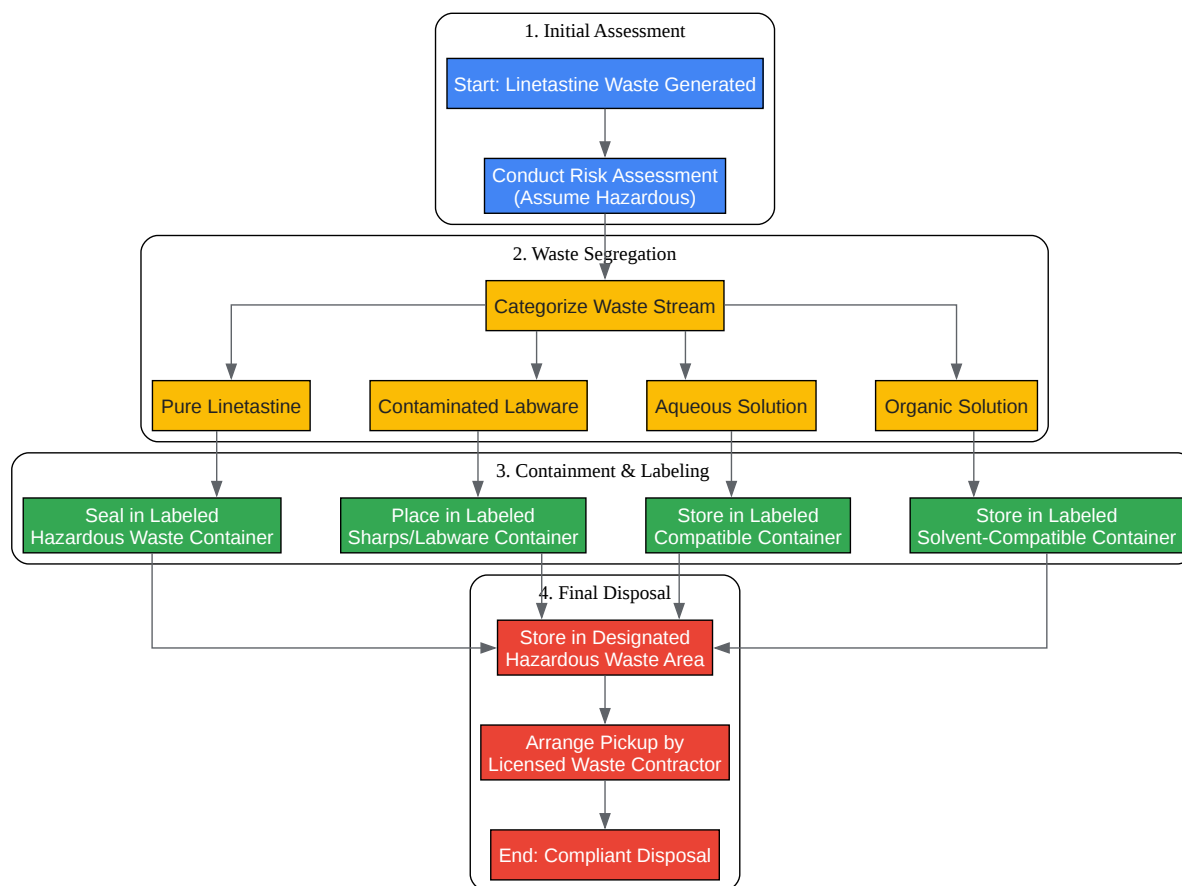 1. Initial Assessment
Start: Linetastine Waste Generated
Conduct Risk Assessment
(Assume Hazardous)
2. Waste Segregation
Categorize Waste Stream
Pure Linetastine
Contaminated Labware
Aqueous Solution
Organic Solution
3. Containment & Labeling
Seal in Labeled
Hazardous Waste Container
Place in Labeled
Sharps/Labware Container
Store in Labeled
Compatible Container
Store in Labeled
Solvent-Compatible Container
4. Final Disposal
Store in Designated
Hazardous Waste Area
Arrange Pickup by
Licensed Waste Contractor
End: Compliant Disposal